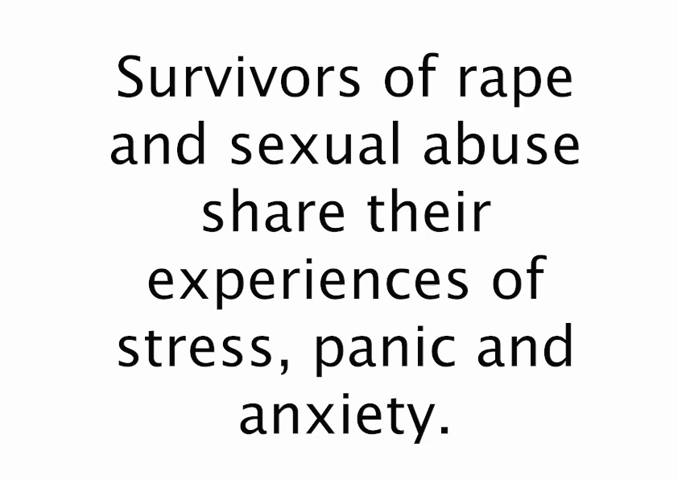 Survivors of rape
and sexual abuse
share their
experiences of
stress, panic and
anxiety.